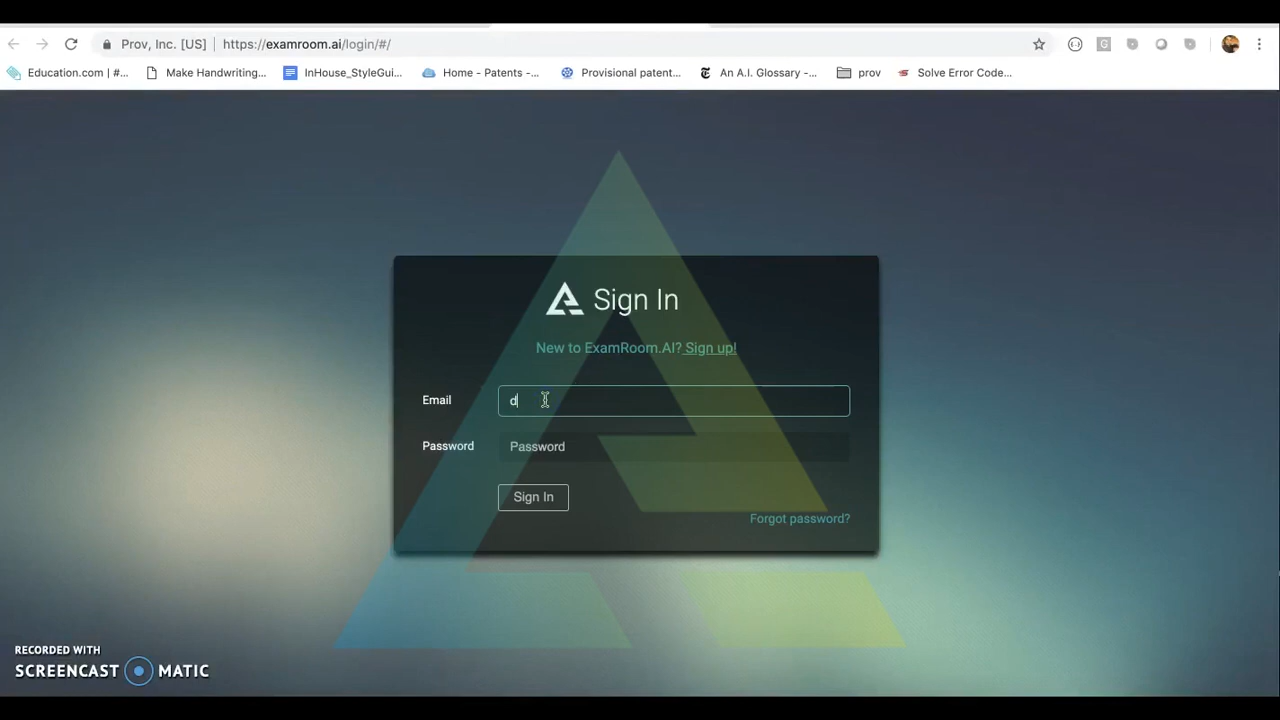 Prov, Inc. [US] https://examroom.ai/login/#/
Education.com | #... Make Handwriting... InHouse_StyleGui... Home - Patents -... Provisional patent... An A.I. Glossary -... prov Solve Error Code...
Sign In
New to ExamRoom.AI? Sign up!
Email d
Password Password
Sign In
Forgot password?
RECORDED WITH
SCREENCAST MATIC